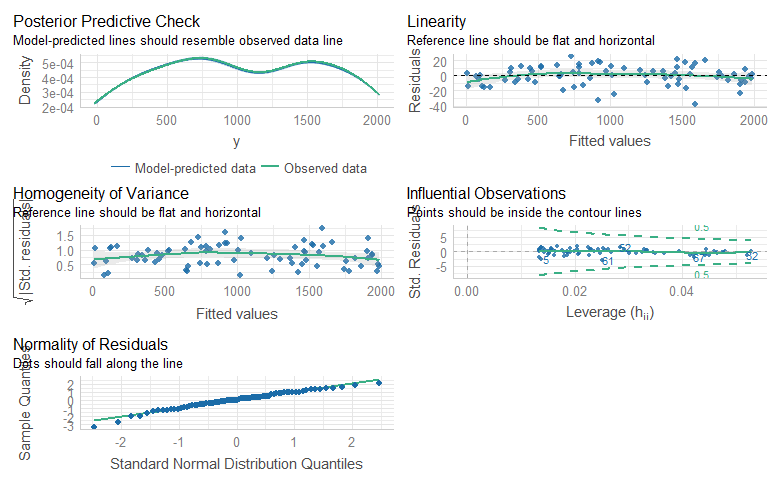 Posterior Predictive Check
Model-predicted lines should resemble observed data line
Density
5e-04
4e-04
3e-04
2e-04
0 500 1000 1500 2000
y
Model-predicted data Observed data
Linearity
Reference line should be flat and horizontal
Residuals
20
0
-20
-40
0 500 1000 1500 2000
Fitted values
Homogeneity of Variance
Reference line should be flat and horizontal
√|Std. residuals|
1.5
1.0
0.5
0 500 1000 1500 2000
Fitted values
Influential Observations
Points should be inside the contour lines
Std. Residuals
5
0
-5
0.5
52
5
61
67
62
0.5
0.00 0.02 0.04
Leverage (hii)
Normality of Residuals
Dots should fall along the line
Sample Quantiles
2
1
0
-1
-2
-3
-2 -1 0 1 2
Standard Normal Distribution Quantiles